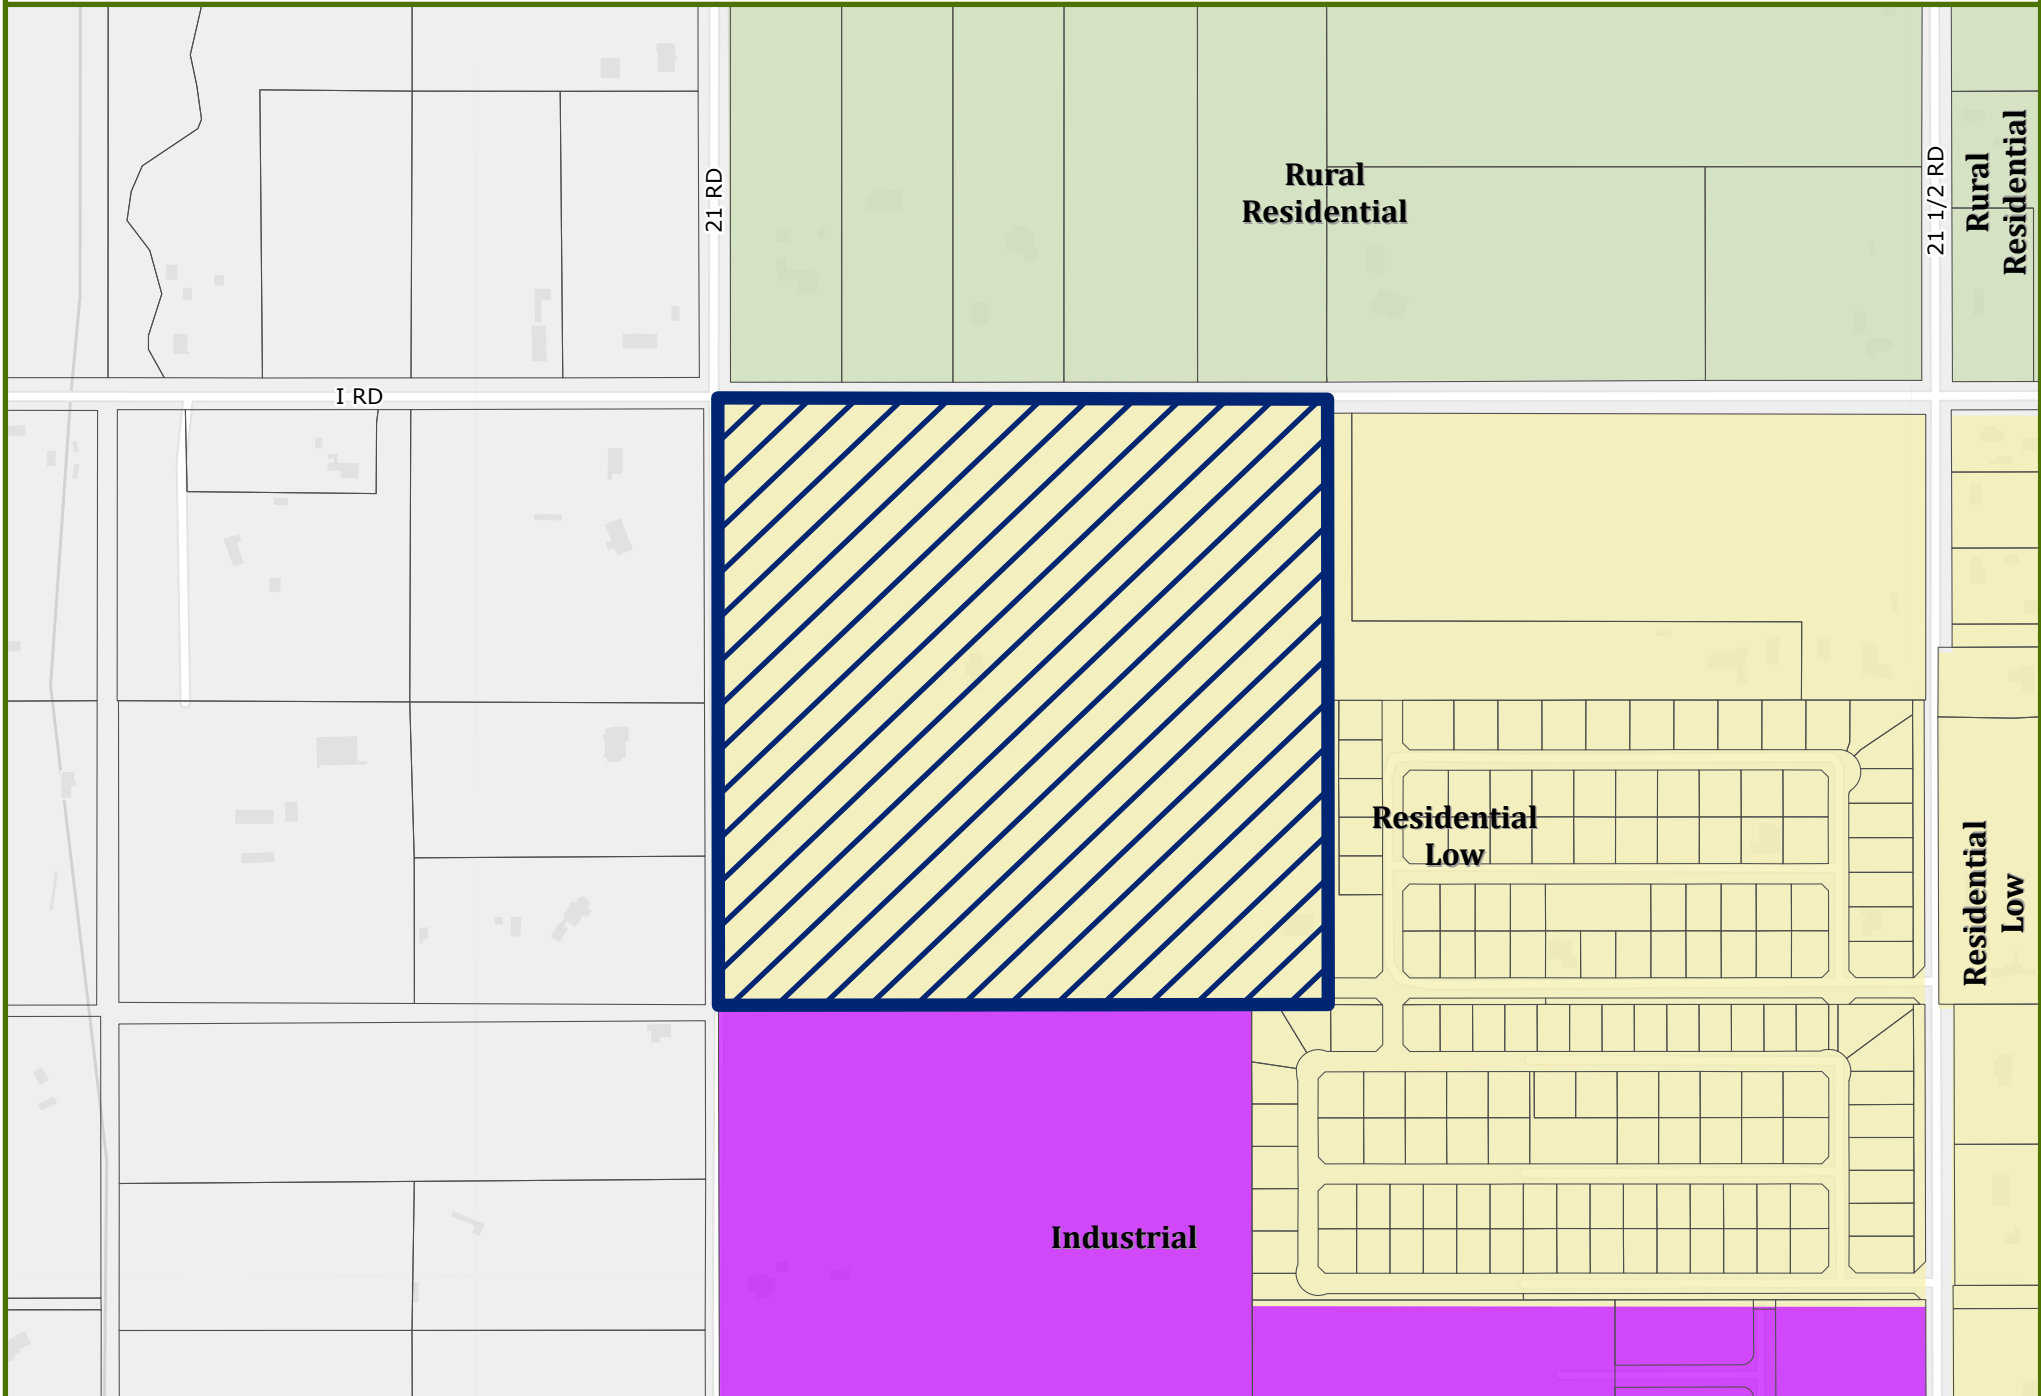 Rural
Residential
21 RD
21 1/2 RD
Rural
Residential
I RD
Residential
Low
Residential
Low
Industrial